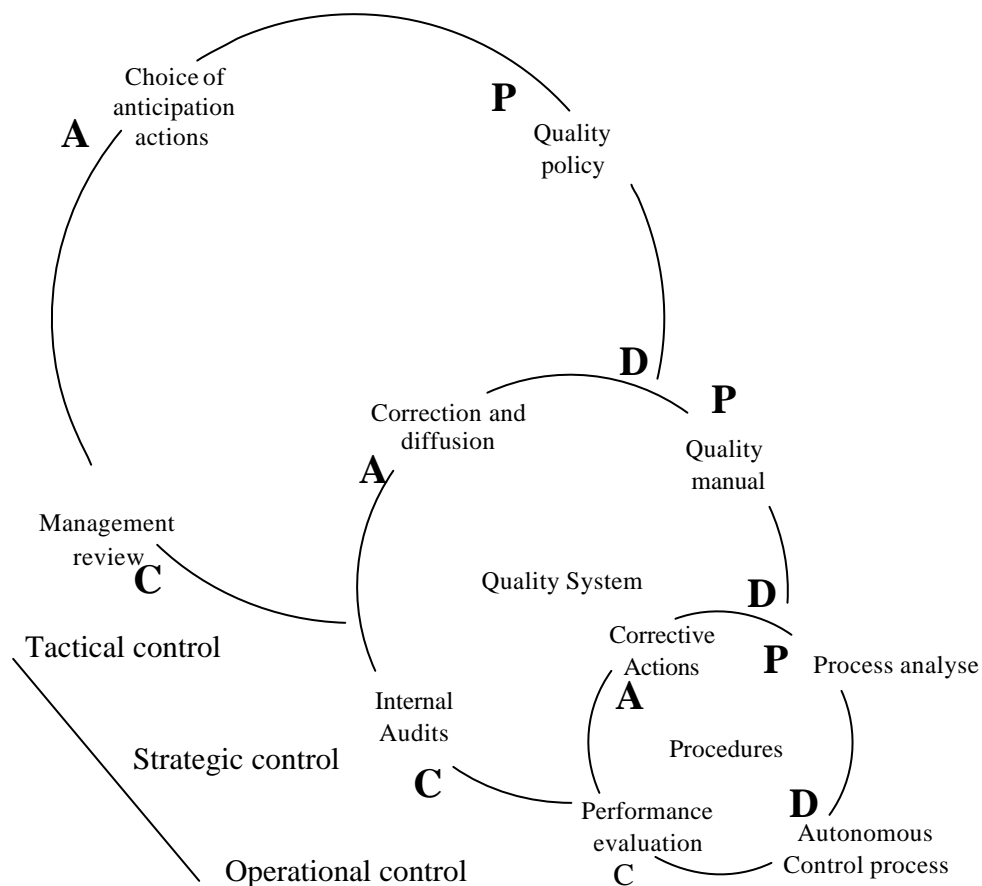 Choice of
anticipation
actions
A
P
Quality
policy
D
P
Correction and
diffusion
A
Quality
manual
Management
review
C
Quality System
D
Tactical control
Corrective
Actions
A
P
Process analyse
Internal
Audits
C
Strategic control
Procedures
D
Performance
evaluation
C
Autonomous
Control process
Operational control